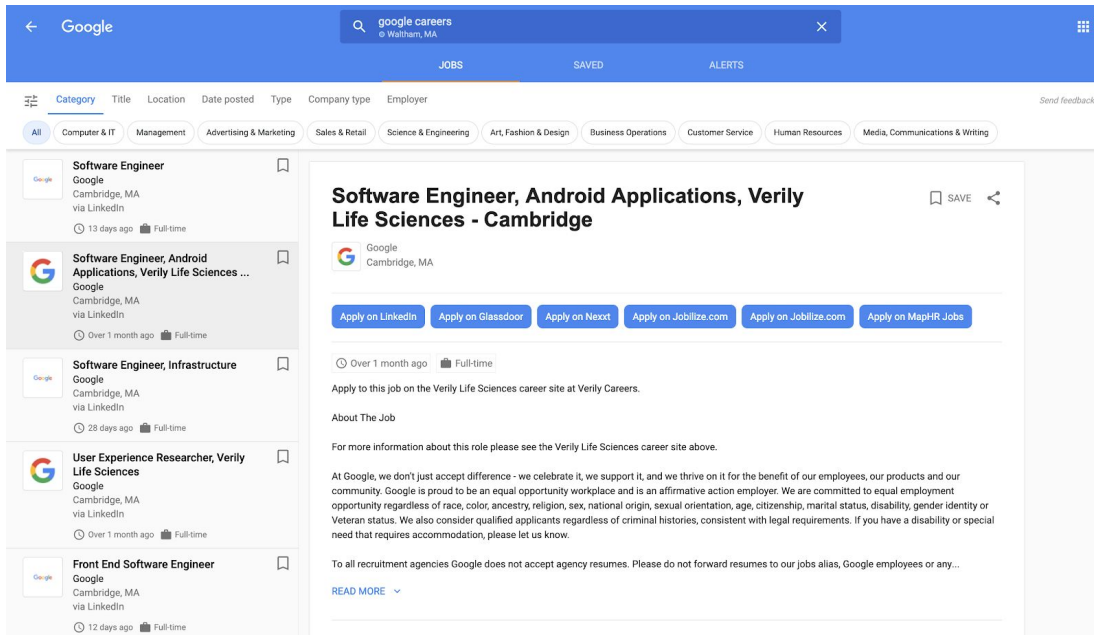 Google
google careers
Waltham, MA
JOBS SAVED ALERTS
Category Title Location Date posted Type Company type Employer
Send feedback
All Computer & IT Management Advertising & Marketing Sales & Retail Science & Engineering Art, Fashion & Design Business Operations Customer Service Human Resources Media, Communications & Writing
Google
Software Engineer
Google
Cambridge, MA
via LinkedIn
13 days ago Full-time
Software Engineer, Android
Applications, Verily Life Sciences ...
Google
Cambridge, MA
via LinkedIn
Over 1 month ago Full-time
Google
Software Engineer, Infrastructure
Google
Cambridge, MA
via LinkedIn
28 days ago Full-time
User Experience Researcher, Verily
Life Sciences
Google
Cambridge, MA
via LinkedIn
Over 1 month ago Full-time
Google
Front End Software Engineer
Google
Cambridge, MA
via LinkedIn
12 days ago Full-time
Software Engineer, Android Applications, Verily
Life Sciences - Cambridge
SAVE
Google
Cambridge, MA
Apply on LinkedIn Apply on Glassdoor Apply on Nexxt Apply on Jobilize.com Apply on Jobilize.com Apply on MapHR Jobs
Over 1 month ago Full-time
Apply to this job on the Verily Life Sciences career site at Verily Careers.
About The Job
For more information about this role please see the Verily Life Sciences career site above.
At Google, we don't just accept difference - we celebrate it, we support it, and we thrive on it for the benefit of our employees, our products and our
community. Google is proud to be an equal opportunity workplace and is an affirmative action employer. We are committed to equal employment
opportunity regardless of race, color, ancestry, religion, sex, national origin, sexual orientation, age, citizenship, marital status, disability, gender identity or
Veteran status. We also consider qualified applicants regardless of criminal histories, consistent with legal requirements. If you have a disability or special
need that requires accommodation, please let us know.
To all recruitment agencies Google does not accept agency resumes. Please do not forward resumes to our jobs alias, Google employees or any...
READ MORE